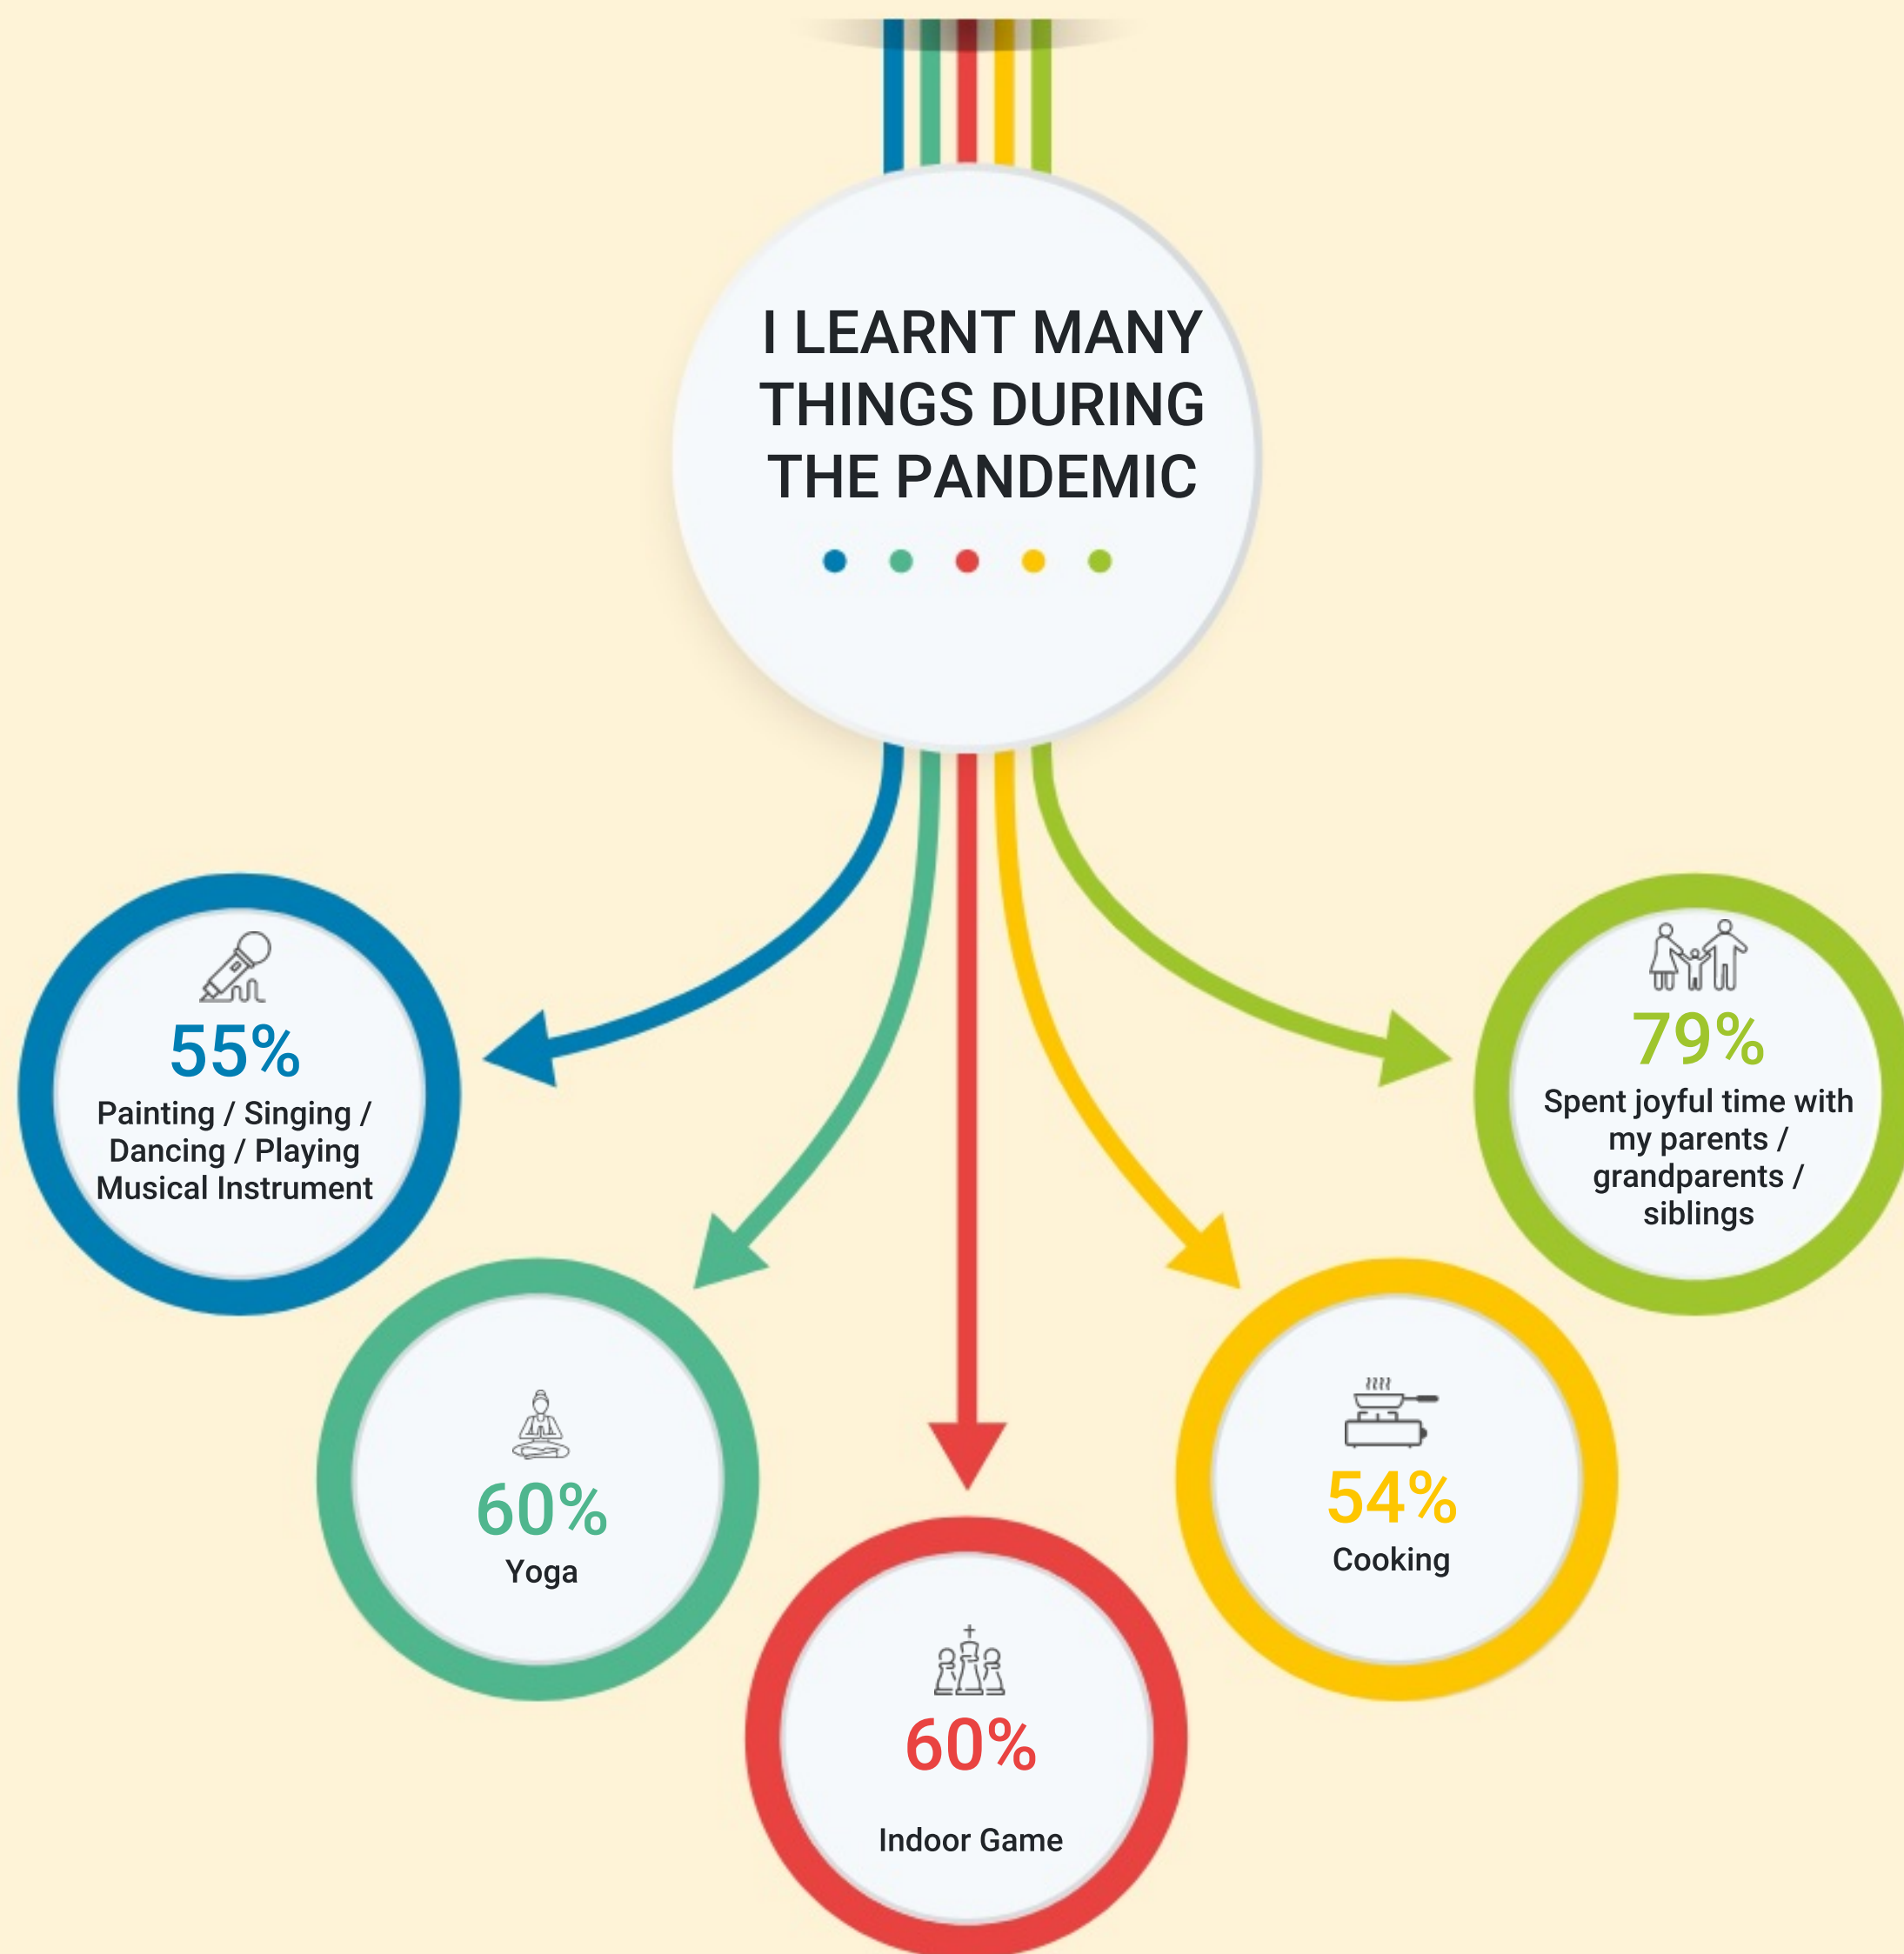 I LEARNT MANY
THINGS DURING
THE PANDEMIC
55%
Painting / Singing /
Dancing / Playing
Musical Instrument
60%
Yoga
60%
Indoor Game
54%
Cooking
79%
Spent joyful time with
my parents /
grandparents /
siblings